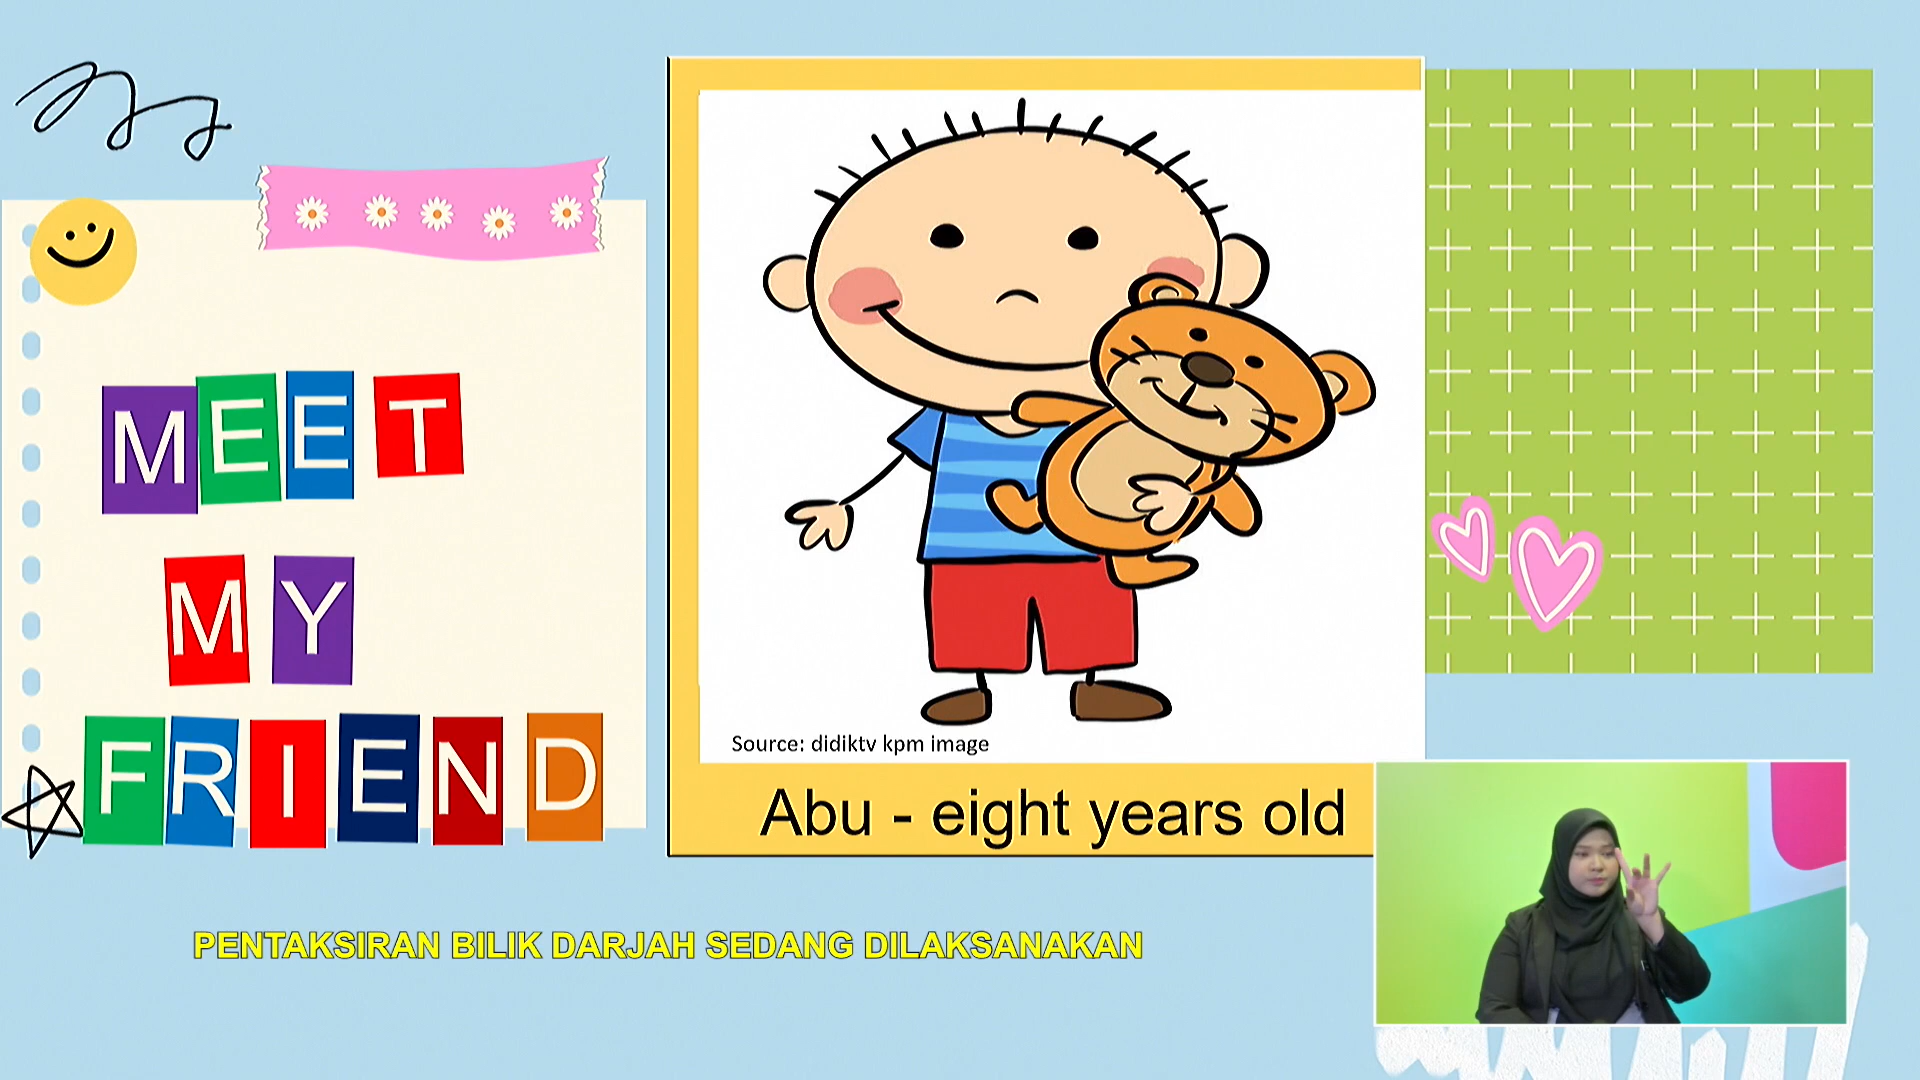 MEET
MY
FRIEND
Source: didiktv kpm image
Abu - eight years old
PENTAKSIRAN BILIK DARJAH SEDANG DILAKSANAKAN